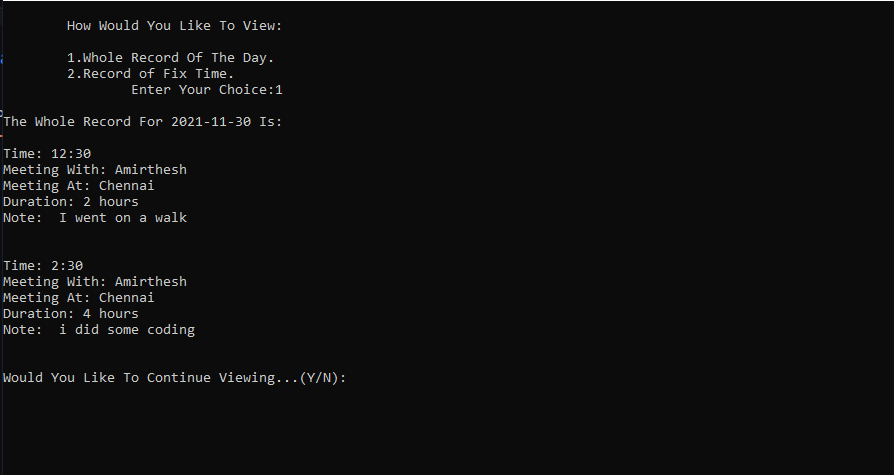 How Would You Like To View:
1.Whole Record Of The Day.
2.Record of Fix Time.
Enter Your Choice:1
The Whole Record For 2021-11-30 Is:
Time: 12:30
Meeting With: Amirthesh
Meeting At: Chennai
Duration: 2 hours
Note:  I went on a walk
Time: 2:30
Meeting With: Amirthesh
Meeting At: Chennai
Duration: 4 hours
Note:  i did some coding
Would You Like To Continue Viewing...(Y/N):